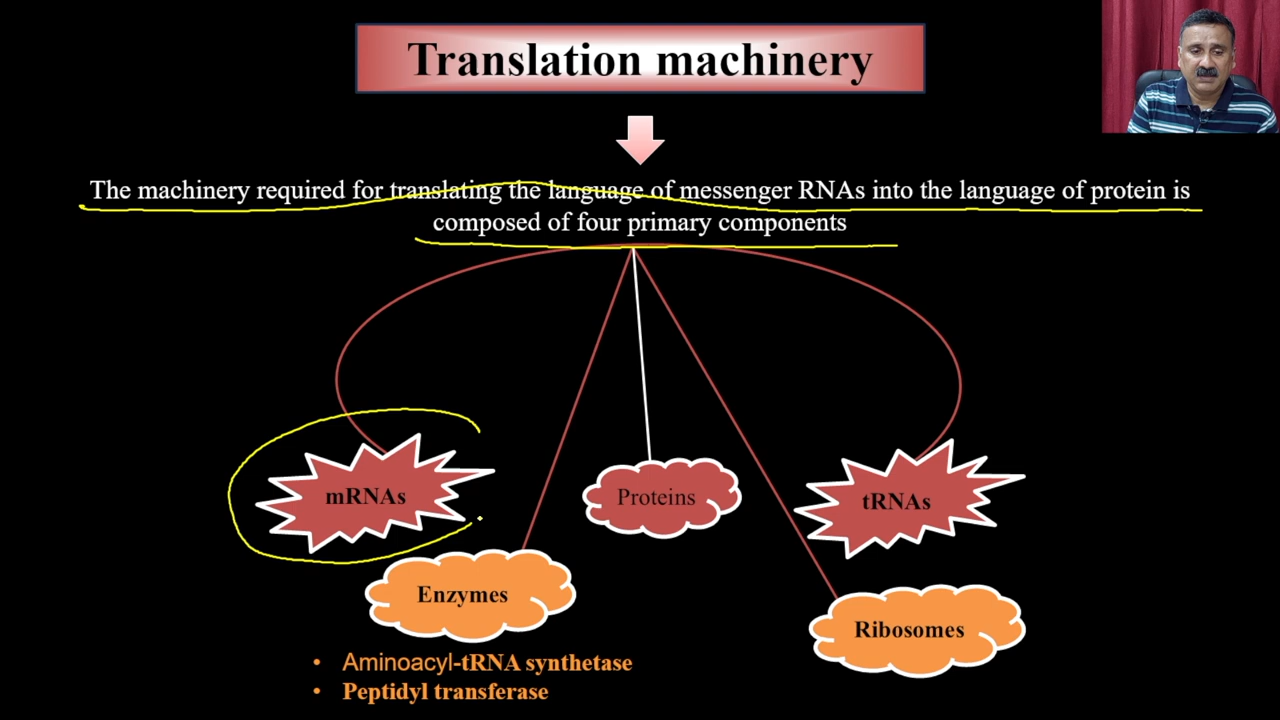 Translation machinery
The machinery required for translating the language of messenger RNAs into the language of protein is
composed of four primary components
mRNAs
Proteins
tRNAs
Enzymes
Ribosomes
• Aminoacyl-tRNA synthetase
• Peptidyl transferase